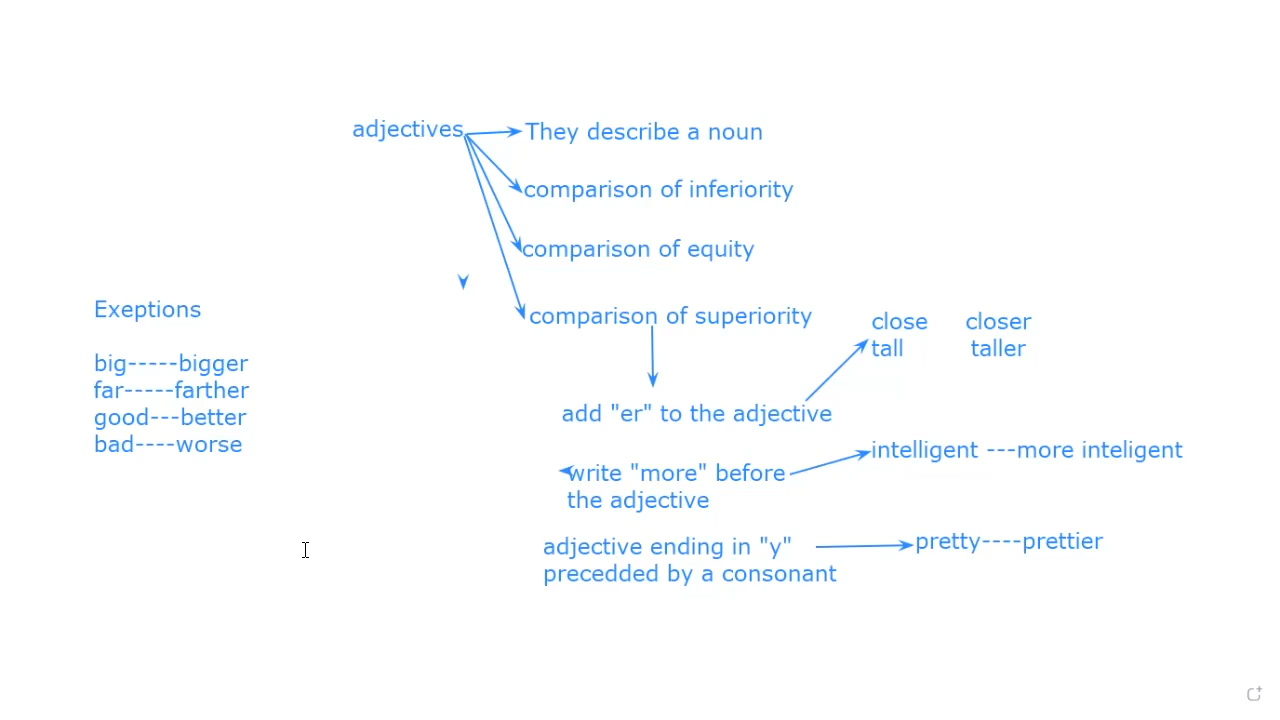 adjectives
They describe a noun
comparison of inferiority
comparison of equity
comparison of superiority
close closer
tall taller
add "er" to the adjective
write "more" before
the adjective
intelligent ---more inteligent
adjective ending in "y"
precedded by a consonant
pretty----prettier
Exeptions
big-----bigger
far-----farther
good---better
bad----worse